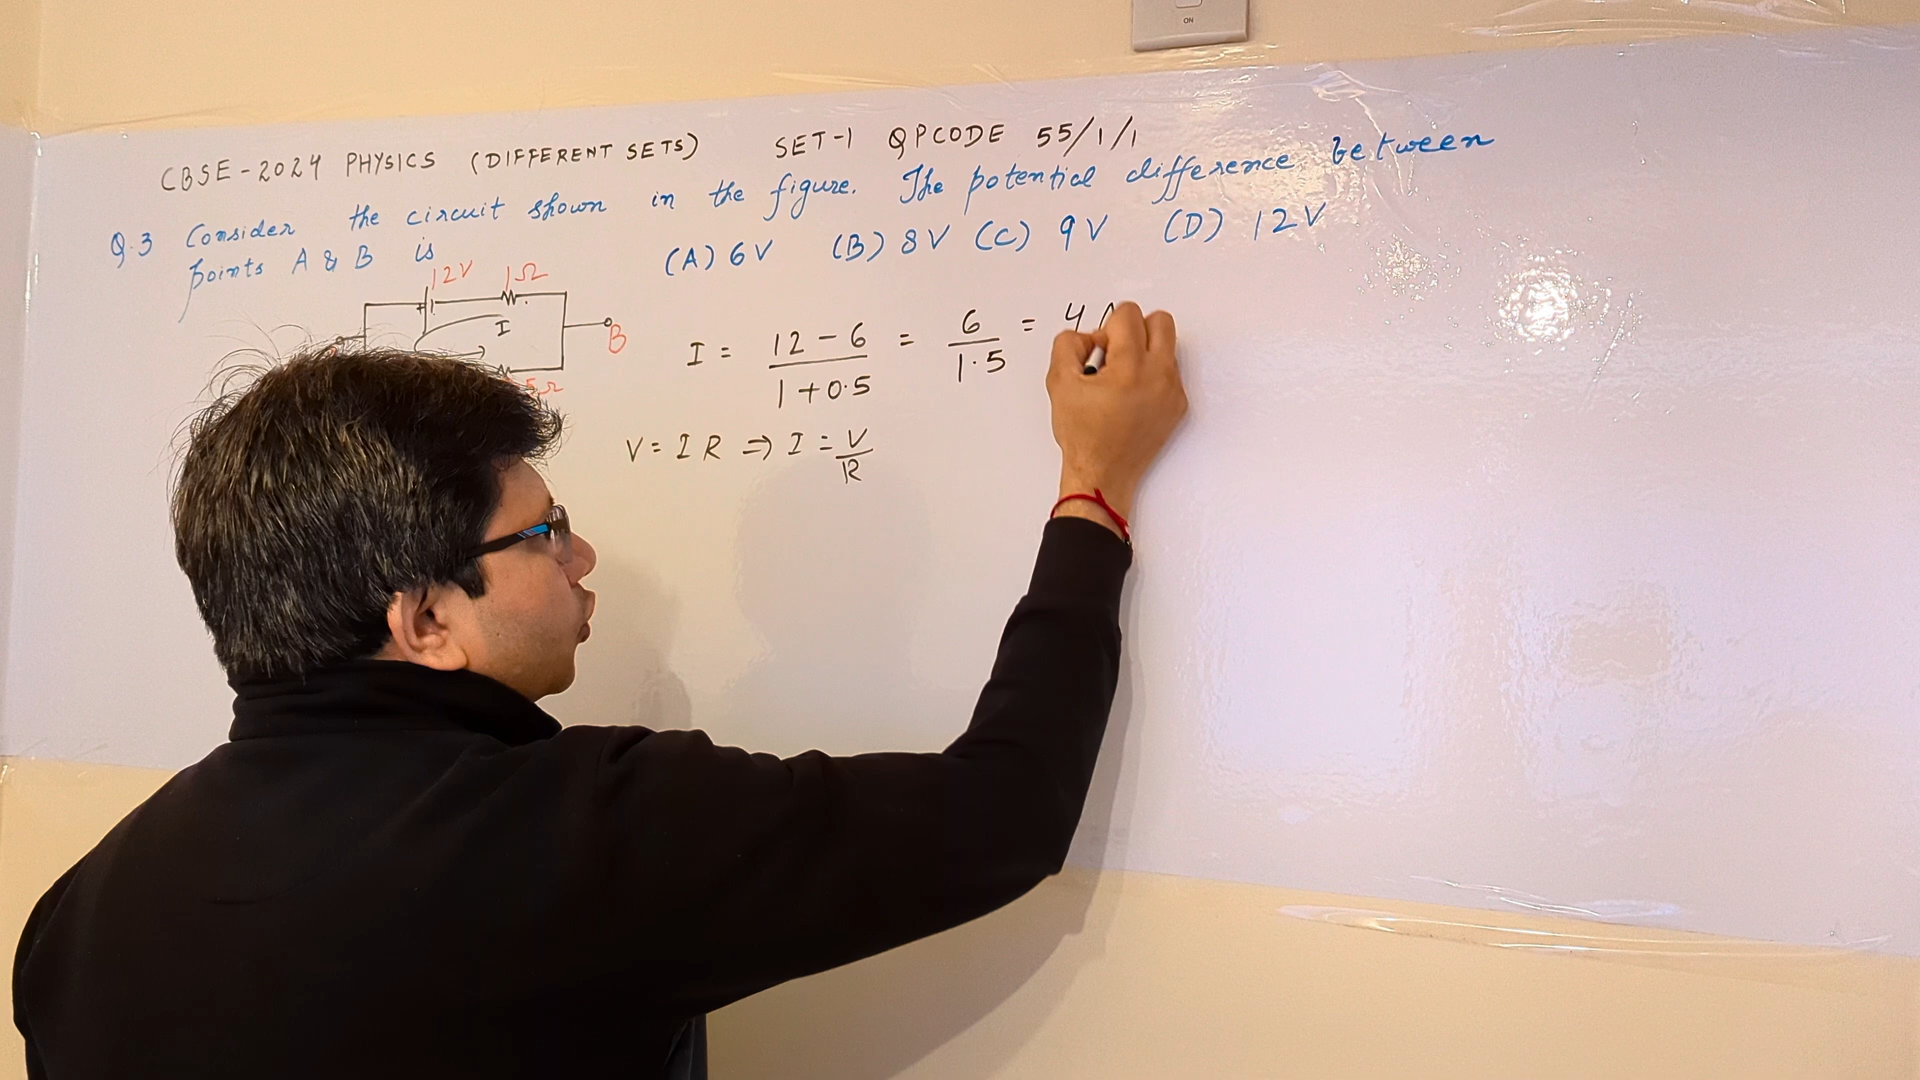 ON
CBSE-2024 PHYSICS (DIFFERENT SETS) SET-1 QPCODE 55/1/1
Q.3 Consider the circuit shown in the figure. The potential difference between
points A & B is
(A) 6V (B) 8V (C) 9V (D) 12V
12V 1Ω
+
I
B
I = 12 - 6 / 1 + 0.5 = 6 / 1.5 = 4
V = I R ⇒ I = V / R